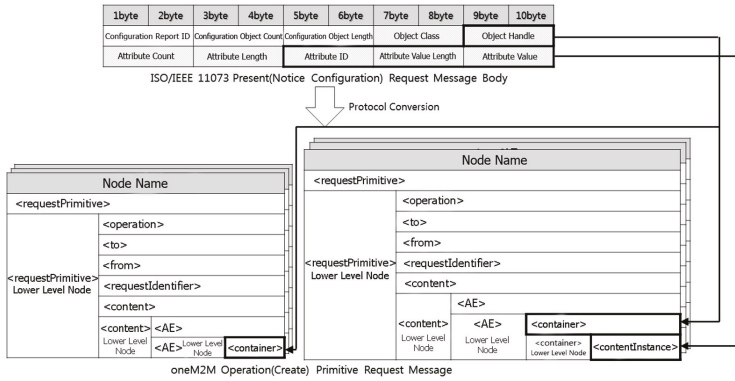 1byte 2byte 3byte 4byte 5byte 6byte 7byte 8byte 9byte 10byte
Configuration Report ID Configuration Object Count Configuration Object Length Object Class Object Handle
Attribute Count Attribute Length Attribute ID Attribute Value Length Attribute Value
ISO/IEEE 11073 Present(Notice Configuration) Request Message Body
Protocol Conversion
Node Name
<requestPrimitive>
<requestPrimitive>
Lower Level Node
<operation>
<to>
<from>
<requestIdentifier>
<content>
<content>
Lower Level
Node
<AE>
<AE> Lower Level
Node
<container>
Node Name
<requestPrimitive>
<requestPrimitive>
Lower Level Node
<operation>
<to>
<from>
<requestIdentifier>
<content>
<content>
Lower Level
Node
<AE>
<AE>
Lower Level
Node
<container>
<container>
Lower Level Node
<contentInstance>
oneM2M Operation(Create) Primitive Request Message